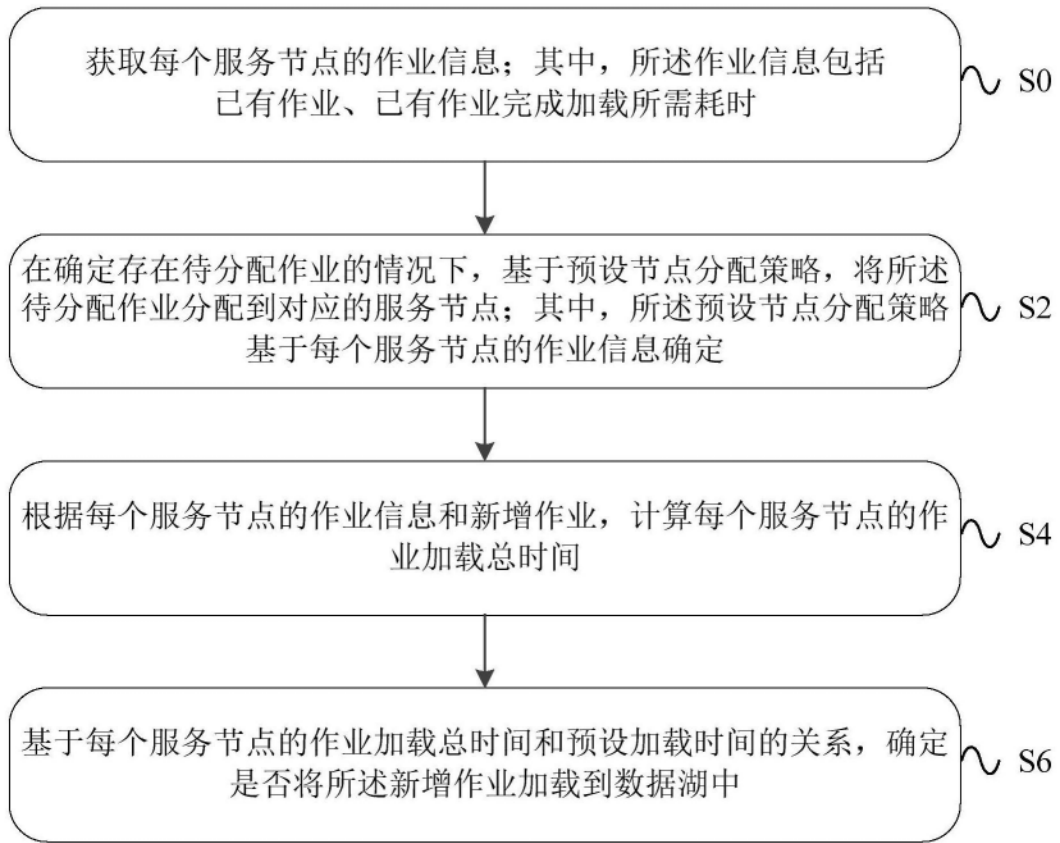 获取每个服务节点的作业信息；其中，所述作业信息包括
已有作业、已有作业完成加载所需耗时
S0
在确定存在待分配作业的情况下，基于预设节点分配策略，将所述
待分配作业分配到对应的服务节点；其中，所述预设节点分配策略
基于每个服务节点的作业信息确定
S2
根据每个服务节点的作业信息和新增作业，计算每个服务节点的作
业加载总时间
S4
基于每个服务节点的作业加载总时间和预设加载时间的关系，确定
是否将所述新增作业加载到数据湖中
S6